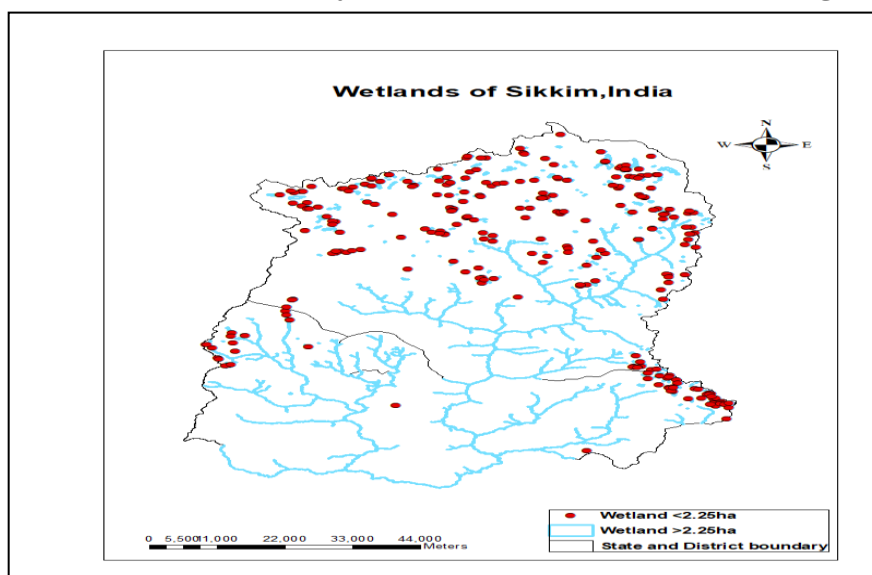 Wetlands of Sikkim,India
N
W E
S
Wetland <2.25ha
Wetland >2.25ha
State and District boundary
0 5,50011,000 22,000 33,000 44,000
Meters